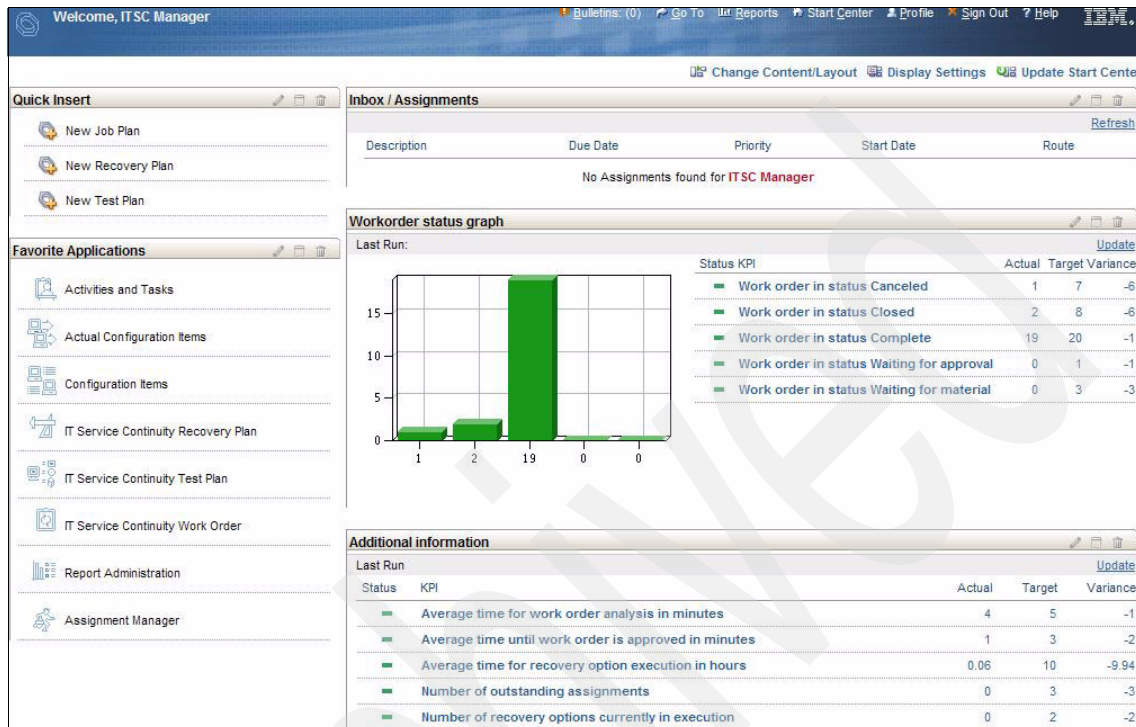 Welcome, ITSC Manager
Bulletins: (0) Go To Reports Start Center Profile Sign Out ? Help IBM.
Change Content/Layout Display Settings Update Start Cente
Quick Insert
New Job Plan
New Recovery Plan
New Test Plan
Favorite Applications
Activities and Tasks
Actual Configuration Items
Configuration Items
IT Service Continuity Recovery Plan
IT Service Continuity Test Plan
IT Service Continuity Work Order
Report Administration
Assignment Manager
Inbox / Assignments
Refresh
Description Due Date Priority Start Date Route
No Assignments found for ITSC Manager
Workorder status graph
Last Run: Update
15
10
5
0
1 2 19 0 0
Status KPI Actual Target Variance
Work order in status Canceled 1 7 -6
Work order in status Closed 2 8 -6
Work order in status Complete 19 20 -1
Work order in status Waiting for approval 0 1 -1
Work order in status Waiting for material 0 3 -3
Additional information
Last Run Update
Status KPI Actual Target Variance
Average time for work order analysis in minutes 4 5 -1
Average time until work order is approved in minutes 1 3 -2
Average time for recovery option execution in hours 0.06 10 -9.94
Number of outstanding assignments 0 3 -3
Number of recovery options currently in execution 0 2 -2